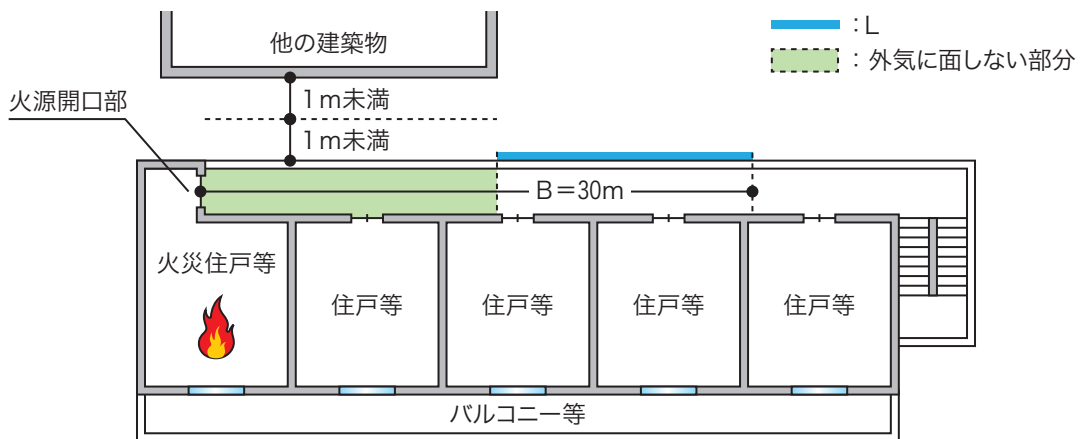 他の建築物
：L
：外気に面しない部分
火源開口部
1m未満
1m未満
B＝30m
火災住戸等
住戸等
住戸等
住戸等
住戸等
バルコニー等